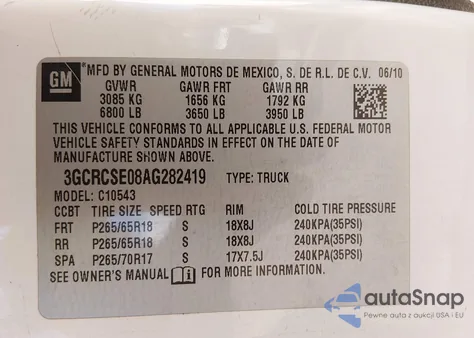 GM
MFD BY GENERAL MOTORS DE MEXICO, S. DE R.L. DE C.V. 06/10
GVWR GAWR FRT GAWR RR
3085 KG 1656 KG 1792 KG
6800 LB 3650 LB 3950 LB
THIS VEHICLE CONFORMS TO ALL APPLICABLE U.S. FEDERAL MOTOR
VEHICLE SAFETY STANDARDS IN EFFECT ON THE DATE OF
MANUFACTURE SHOWN ABOVE.
3GCRCSE08AG282419 TYPE: TRUCK
MODEL: C10543
CCBT TIRE SIZE SPEED RTG RIM COLD TIRE PRESSURE
FRT P265/65R18 S 18X8J 240KPA(35PSI)
RR P265/65R18 S 18X8J 240KPA(35PSI)
SPA P265/70R17 S 17X7.5J 240KPA(35PSI)
SEE OWNER'S MANUAL i FOR MORE INFORMATION.
autoSnap
Pewne auta z aukcji USA i EU